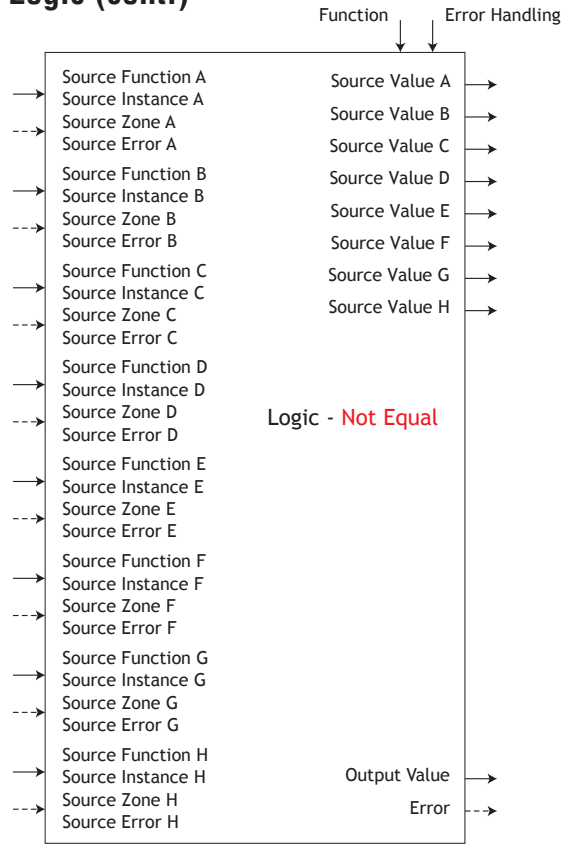 Logic (cont.)
Function
Error Handling
Source Function A
Source Instance A
Source Zone A
Source Error A
Source Function B
Source Instance B
Source Zone B
Source Error B
Source Function C
Source Instance C
Source Zone C
Source Error C
Source Function D
Source Instance D
Source Zone D
Source Error D
Source Function E
Source Instance E
Source Zone E
Source Error E
Source Function F
Source Instance F
Source Zone F
Source Error F
Source Function G
Source Instance G
Source Zone G
Source Error G
Source Function H
Source Instance H
Source Zone H
Source Error H
Logic - Not Equal
Source Value A
Source Value B
Source Value C
Source Value D
Source Value E
Source Value F
Source Value G
Source Value H
Output Value
Error